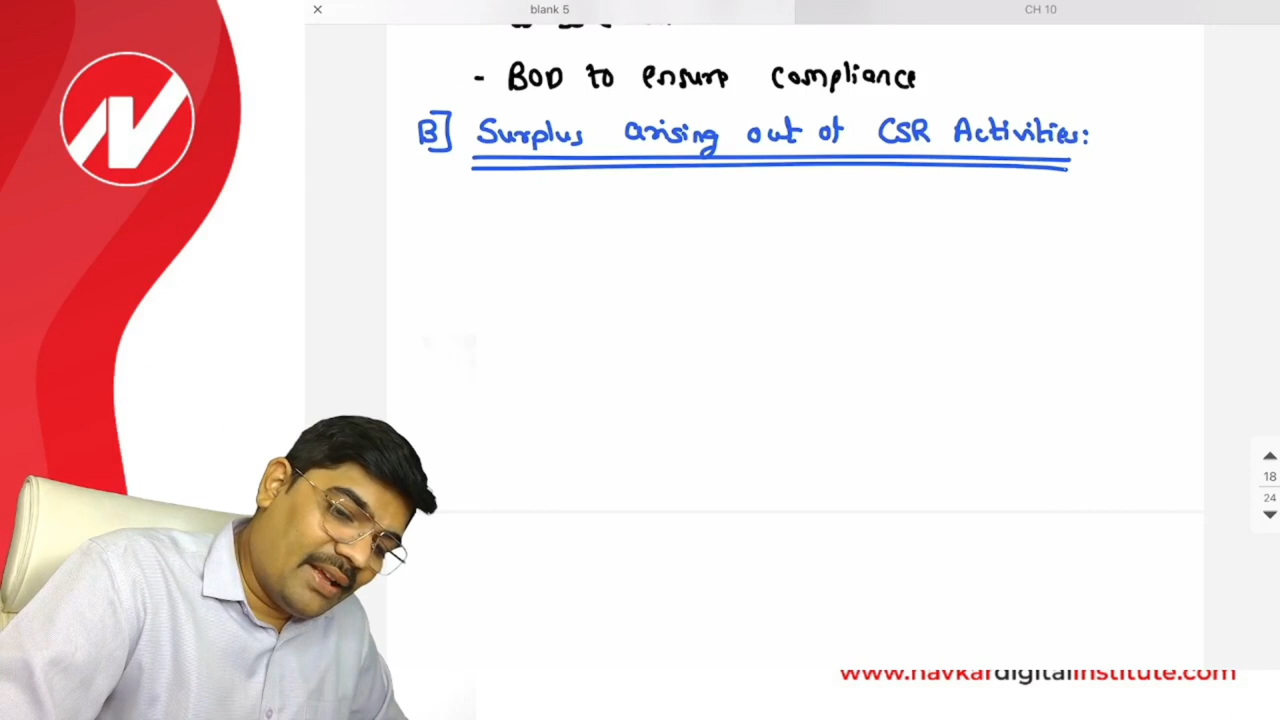 blank 5
CH 10
- BOD to ensure compliance
B] Surplus arising out of CSR Activities:
18
24
www.navkardigitalinstitute.com